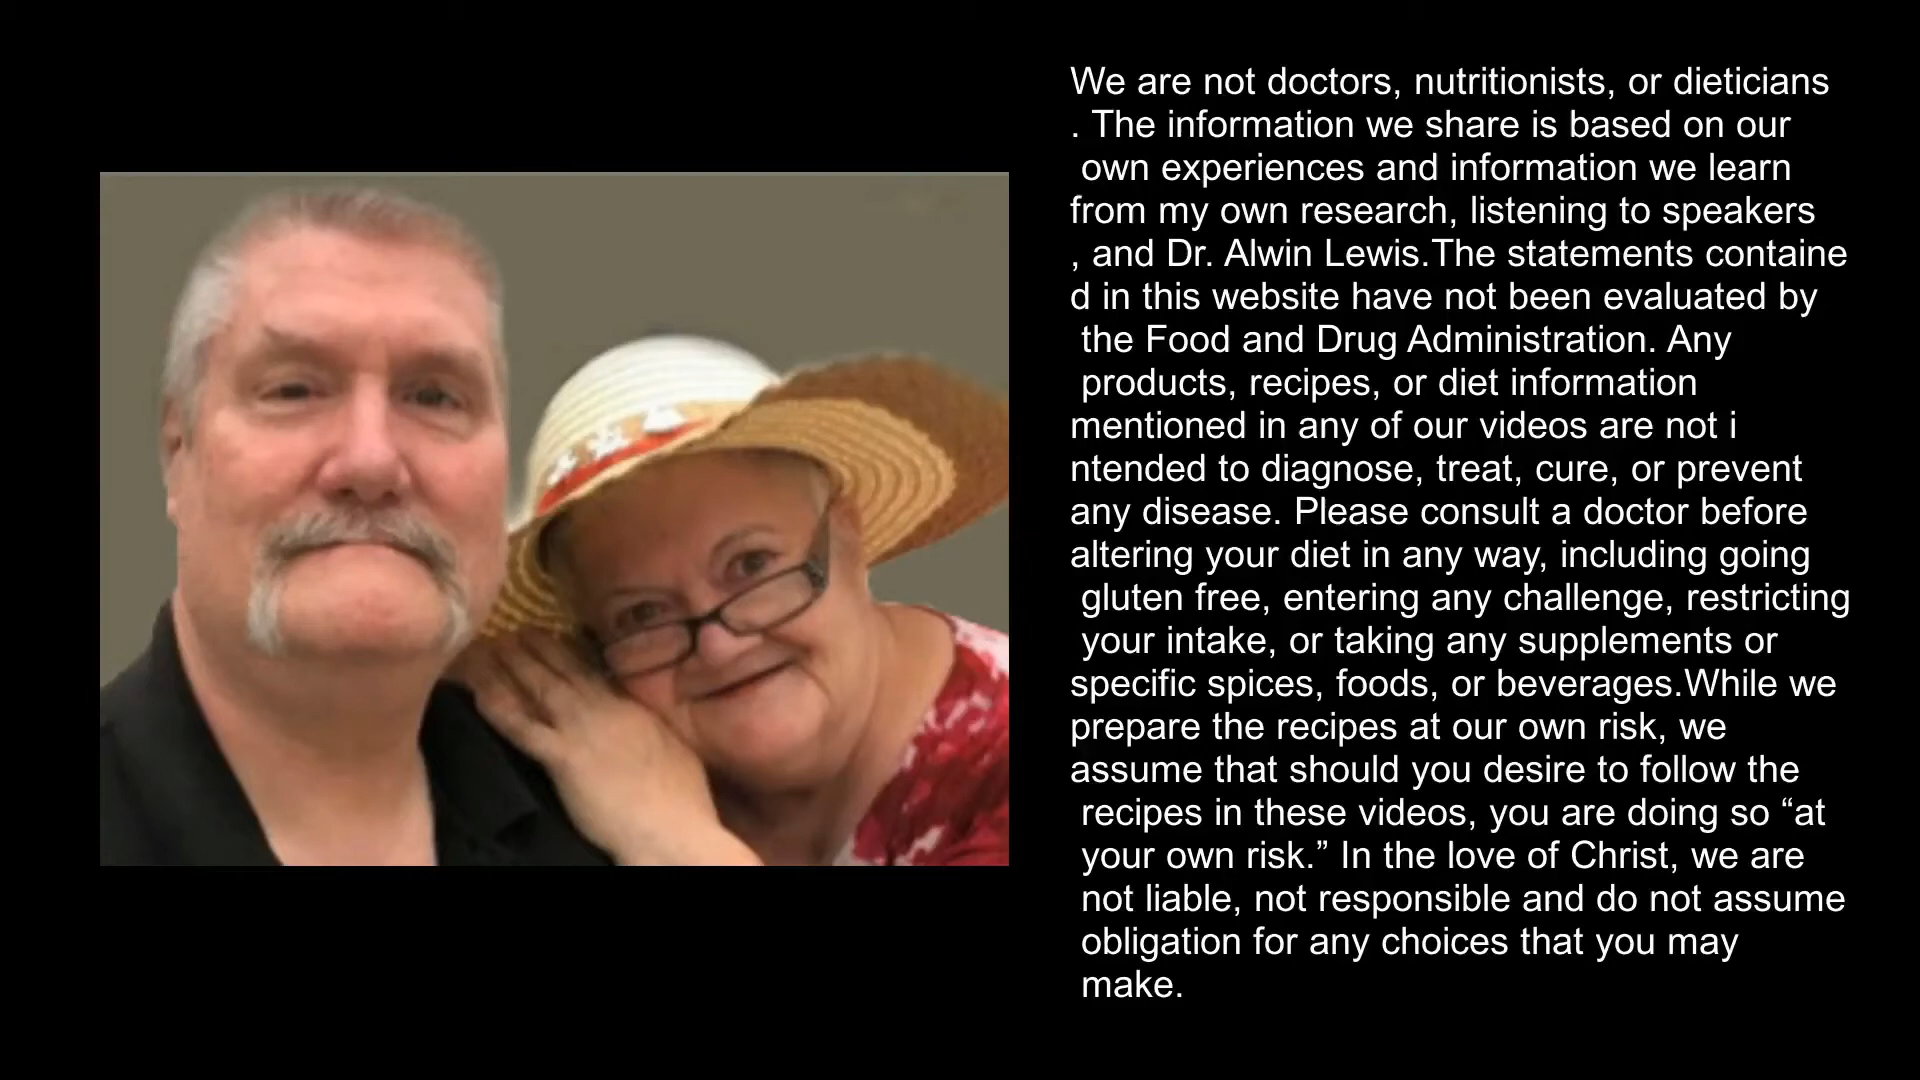 We are not doctors, nutritionists, or dieticians
. The information we share is based on our
own experiences and information we learn
from my own research, listening to speakers
, and Dr. Alwin Lewis.The statements containe
d in this website have not been evaluated by
the Food and Drug Administration. Any
products, recipes, or diet information
mentioned in any of our videos are not i
ntended to diagnose, treat, cure, or prevent
any disease. Please consult a doctor before
altering your diet in any way, including going
gluten free, entering any challenge, restricting
your intake, or taking any supplements or
specific spices, foods, or beverages.While we
prepare the recipes at our own risk, we
assume that should you desire to follow the
recipes in these videos, you are doing so “at
your own risk.” In the love of Christ, we are
not liable, not responsible and do not assume
obligation for any choices that you may
make.